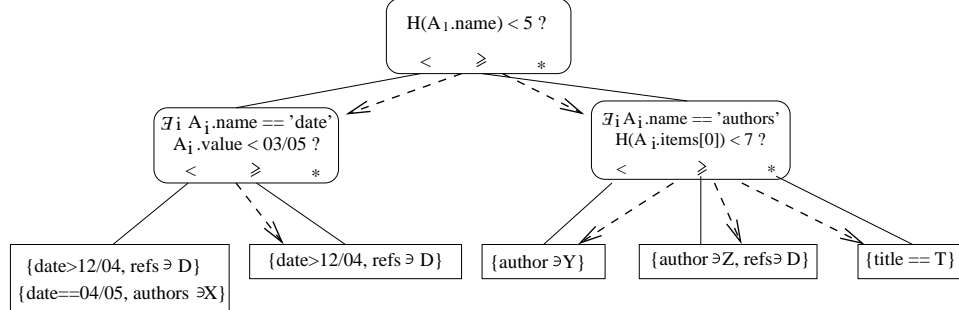 H(A1.name) < 5 ?
< ⩾ *
∃i Ai.name == 'date'
Ai.value < 03/05 ?
< ⩾ *
∃i Ai.name == 'authors'
H(Ai.items[0]) < 7 ?
< ⩾ *
{date>12/04, refs ∋ D}
{date==04/05, authors ∋X}
{date>12/04, refs ∋ D}
{author ∋Y}
{author ∋Z, refs∋ D}
{title == T}